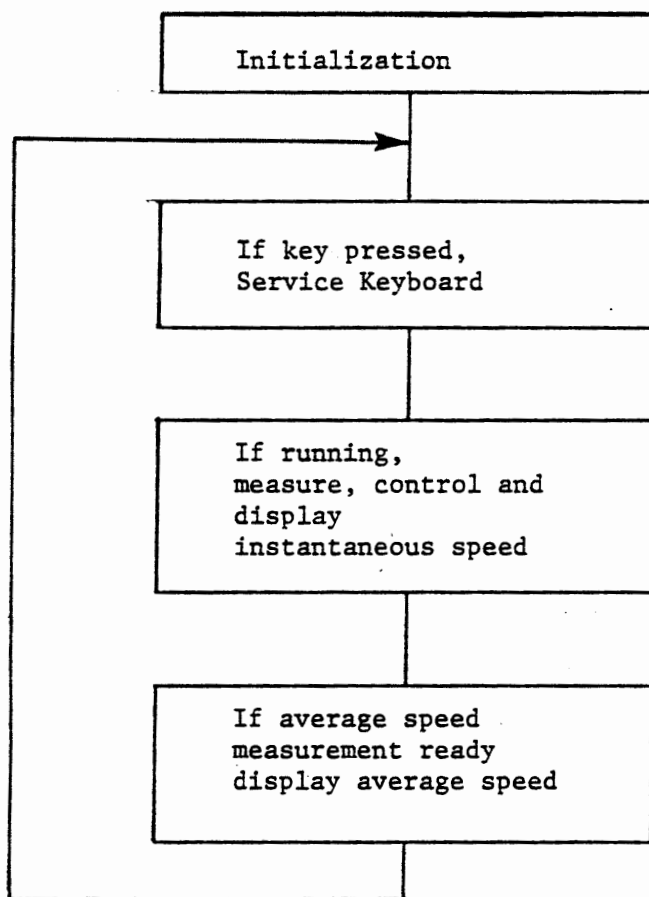 Initialization
If key pressed,
Service Keyboard
If running,
measure, control and
display
instantaneous speed
If average speed
measurement ready
display average speed